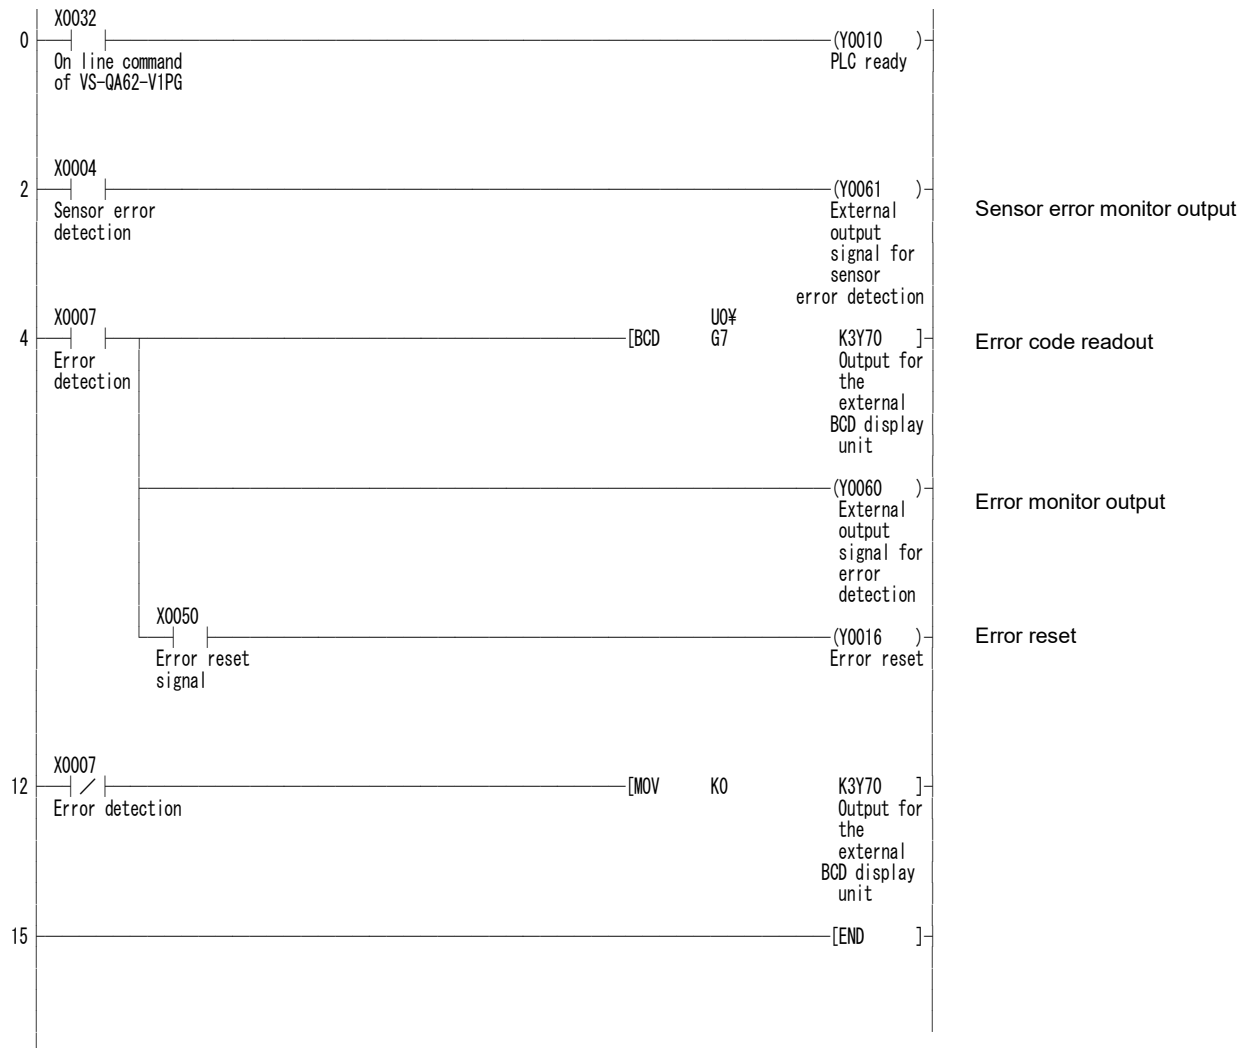 X0032
0 (Y0010 )
On line command
of VS-QA62-V1PG
PLC ready
X0004
2 (Y0061 )
Sensor error
detection
External
output
signal for
sensor
error detection
Sensor error monitor output
X0007 U0¥
4 [BCD G7 K3Y70 ]
Error
detection
Output for
the
external
BCD display
unit
Error code readout
(Y0060 )
External
output
signal for
error
detection
Error monitor output
X0050
(Y0016 )
Error reset
signal
Error reset
Error reset
X0007
12 [MOV K0 K3Y70 ]
Error detection
Output for
the
external
BCD display
unit
15 [END ]